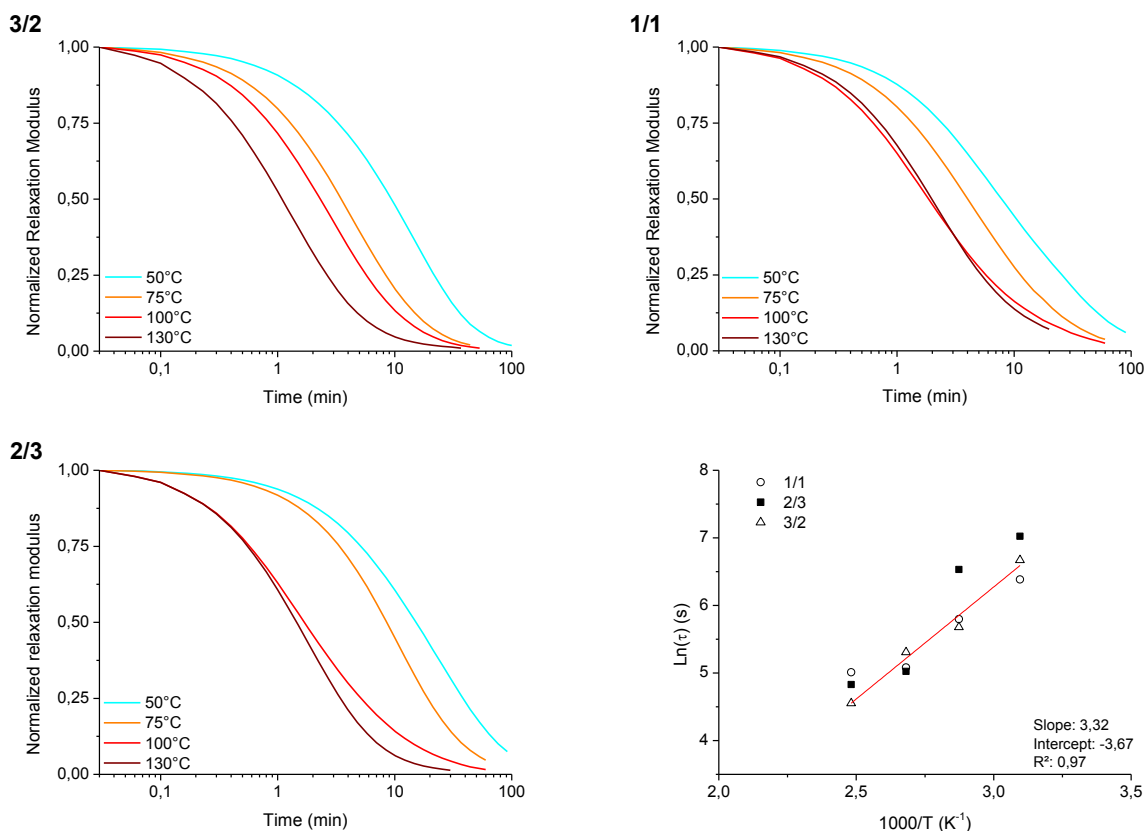 3/2
1,00
0,75
0,50
0,25
0,00
Normalized Relaxation Modulus
50°C
75°C
100°C
130°C
0,1 1 10 100
Time (min)
1/1
1,00
0,75
0,50
0,25
0,00
Normalized Relaxation Modulus
50°C
75°C
100°C
130°C
0,1 1 10 100
Time (min)
2/3
1,00
0,75
0,50
0,25
0,00
Normalized relaxation modulus
50°C
75°C
100°C
130°C
0,1 1 10 100
Time (min)
8
7
6
5
4
Ln(τ) (s)
1/1
2/3
3/2
Slope: 3,32
Intercept: -3,67
R²: 0,97
2,0 2,5 3,0 3,5
1000/T (K⁻¹)